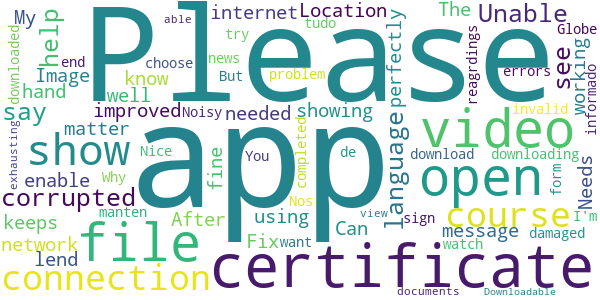 Please
app
certificate
video
open
show
file
course
connection
My
able
internet
Location
Unable
The
help
downloaded
end
choose
try
news
tudo
Globe
Image
know
But
problem
perfectly
see
errors
hand
well
reagrdings
working
informado
say
improved
Noisy
needed
showing
invalid
exhausting
matter
Nice
You
completed
de
language
download
downloading
enable
Why
fine
form
Needs
corrupted
manten
Nos
view
sign
I'm
keeps
After
using
Can
message
damaged
network
lend
Fix
want
watch
documents
Downloadable